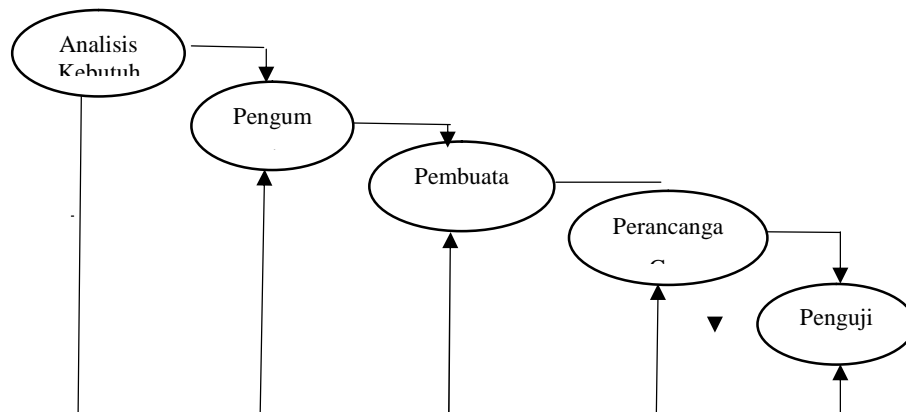 Analisis
Kebutuh
Pengum
Pembuata
Perancanga
Penguji